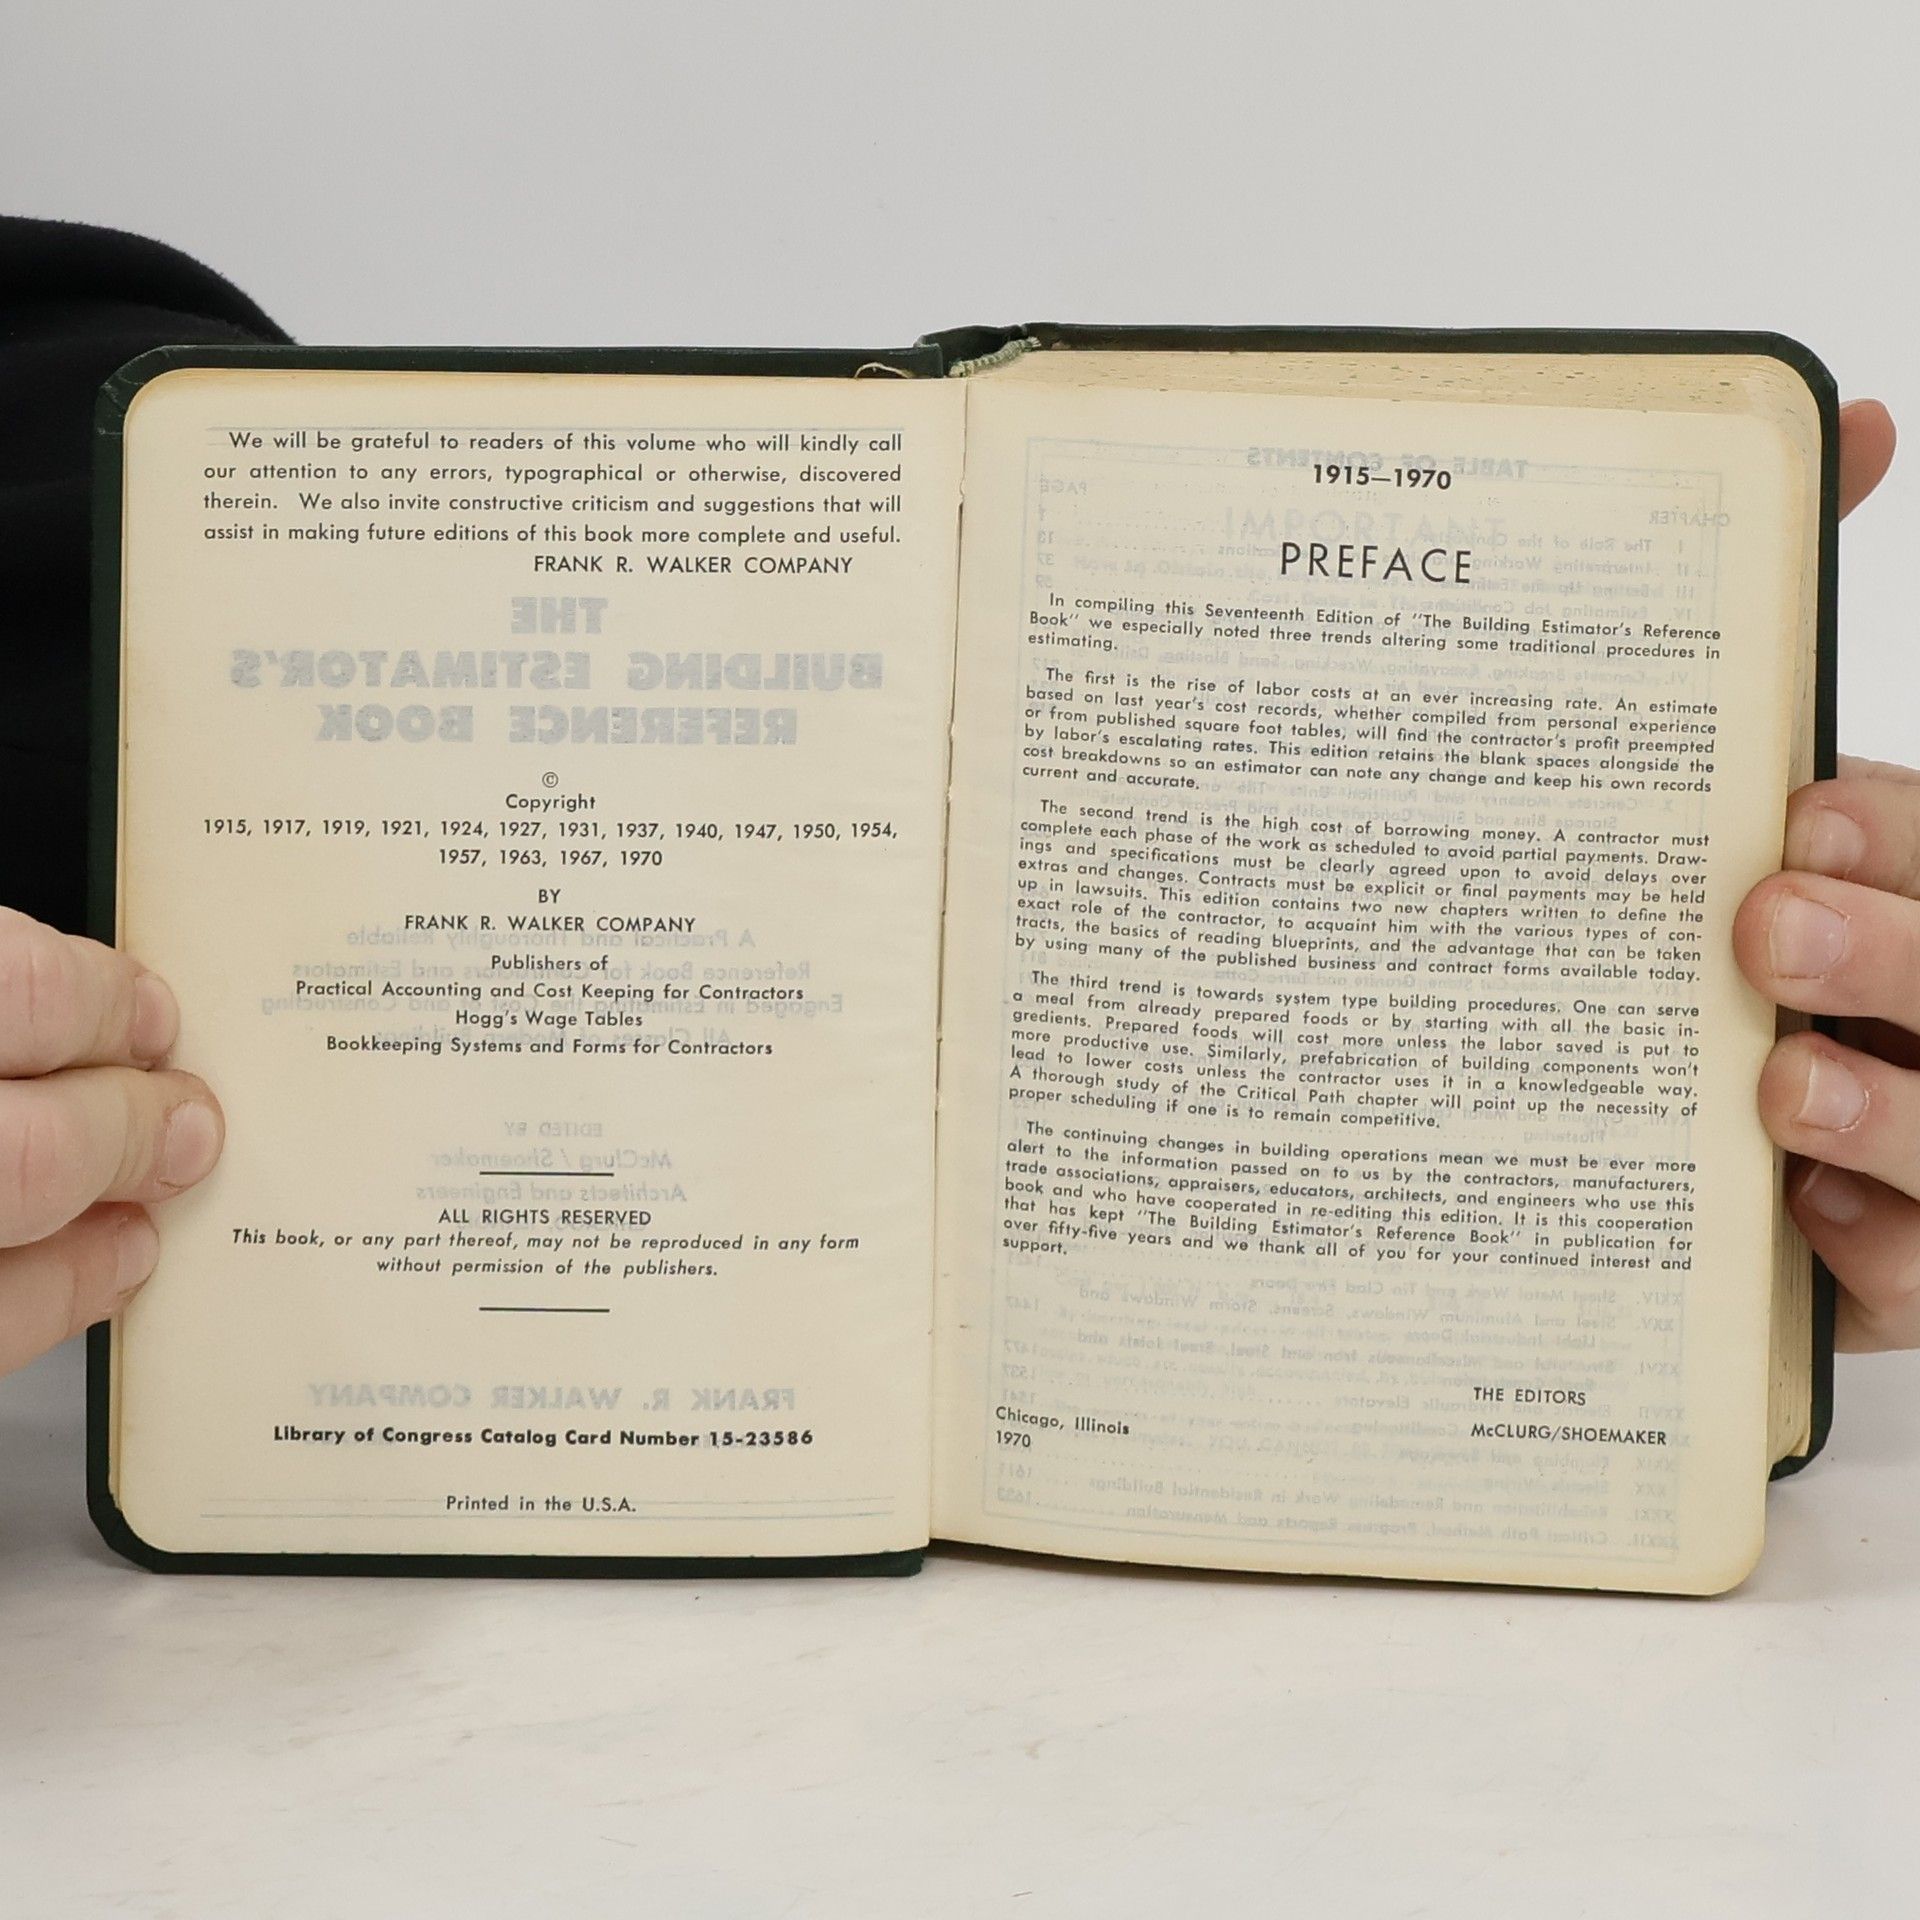 We will be grateful to readers of this volume who will kindly call
our attention to any errors, typographical or otherwise, discovered
therein. We also invite constructive criticism and suggestions that will
assist in making future editions of this book more complete and useful.
FRANK R. WALKER COMPANY
THE
BUILDING ESTIMATOR'S
REFERENCE BOOK
©
Copyright
1915, 1917, 1919, 1921, 1924, 1927, 1931, 1937, 1940, 1947, 1950, 1954,
1957, 1963, 1967, 1970
BY
FRANK R. WALKER COMPANY
Publishers of
Practical Accounting and Cost Keeping for Contractors
Hogg's Wage Tables
Bookkeeping Systems and Forms for Contractors
EDITED BY
McClurg / Shoemaker
Architects and Engineers
ALL RIGHTS RESERVED
This book, or any part thereof, may not be reproduced in any form
without permission of the publishers.
FRANK R. WALKER COMPANY
Library of Congress Catalog Card Number 15-23586
Printed in the U.S.A.
1915—1970
PREFACE
In compiling this Seventeenth Edition of "The Building Estimator's Reference
Book" we especially noted three trends altering some traditional procedures in
estimating.
The first is the rise of labor costs at an ever increasing rate. An estimate
based on last year's cost records, whether compiled from personal experience
or from published square foot tables, will find the contractor's profit preempted
by labor's escalating rates. This edition retains the blank spaces alongside the
cost breakdowns so an estimator can note any change and keep his own records
current and accurate.
The second trend is the high cost of borrowing money. A contractor must
complete each phase of the work as scheduled to avoid partial payments. Draw-
ings and specifications must be clearly agreed upon to avoid delays over
extras and changes. Contracts must be explicit or final payments may be held
up in lawsuits. This edition contains two new chapters written to define the
exact role of the contractor, to acquaint him with the various types of con-
tracts, the basics of reading blueprints, and the advantage that can be taken
by using many of the published business and contract forms available today.
The third trend is towards system type building procedures. One can serve
a meal from already prepared foods or by starting with all the basic in-
gredients. Prepared foods will cost more unless the labor saved is put to
more productive use. Similarly, prefabrication of building components won't
lead to lower costs unless the contractor uses it in a knowledgeable way.
A thorough study of the Critical Path chapter will point up the necessity of
proper scheduling if one is to remain competitive.
The continuing changes in building operations mean we must be ever more
alert to the information passed on to us by the contractors, manufacturers,
trade associations, appraisers, educators, architects, and engineers who use this
book and who have cooperated in re-editing this edition. It is this cooperation
that has kept "The Building Estimator's Reference Book" in publication for
over fifty-five years and we thank all of you for your continued interest and
support.
THE EDITORS
McCLURG/SHOEMAKER
Chicago, Illinois
1970